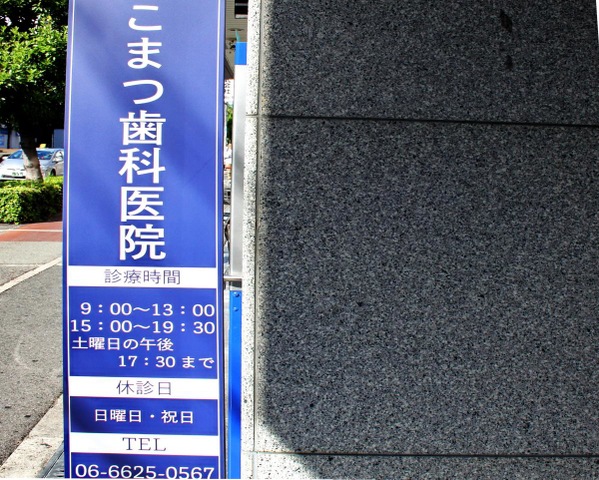 こまつ歯科医院
診療時間
9：00～13：00
15：00～19：30
土曜日の午後
17：30 まで
休診日
日曜日・祝日
TEL
06-6625-0567